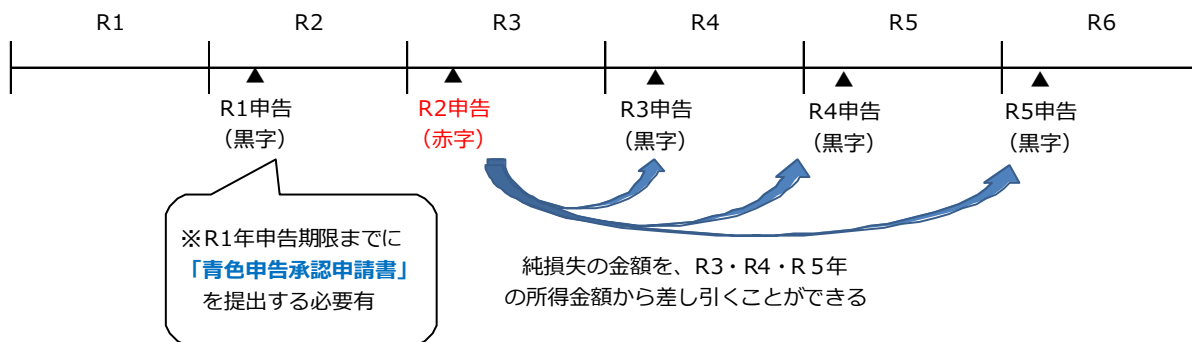 R1
R2
R3
R4
R5
R6
R1申告
(黒字)
R2申告
(赤字)
R3申告
(黒字)
R4申告
(黒字)
R5申告
(黒字)
※R1年申告期限までに
「青色申告承認申請書」
を提出する必要有
純損失の金額を、R3・R4・R５年
の所得金額から差し引くことができる